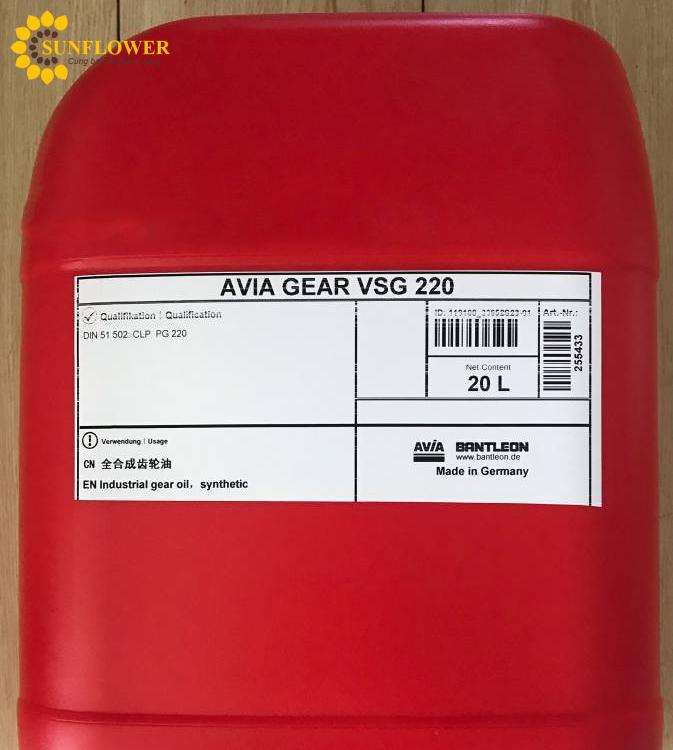 SUNFLOWER
AVIA GEAR VSG 220
Qualifikation | Qualification
DIN 51 502: CLP PG 220
Art.-Nr.:
255433
Net Content
20 L
Verwendung | Usage
CN 全合成齿轮油
EN Industrial gear oil，synthetic
AVIA BANTLEON
www.bantleon.de
Made in Germany